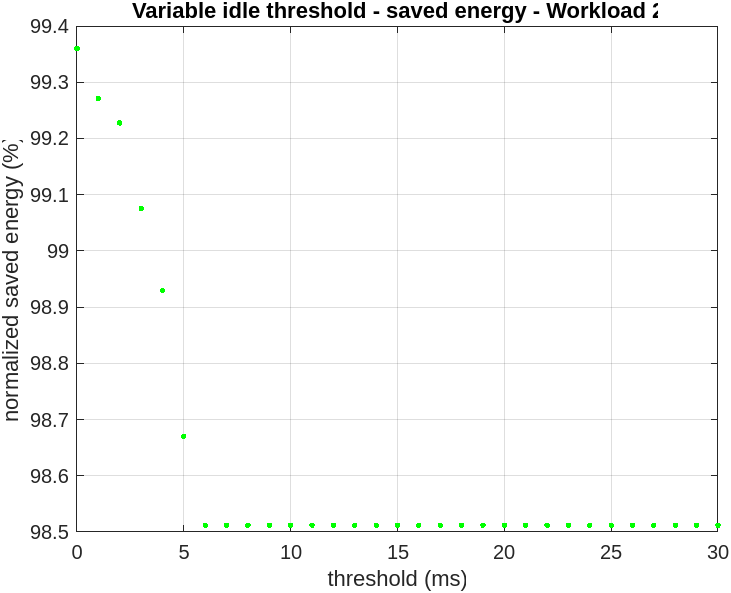 Variable idle threshold - saved energy - Workload
99.4
99.3
99.2
99.1
99
98.9
98.8
98.7
98.6
98.5
normalized saved energy (%)
0 5 10 15 20 25 30
threshold (ms)